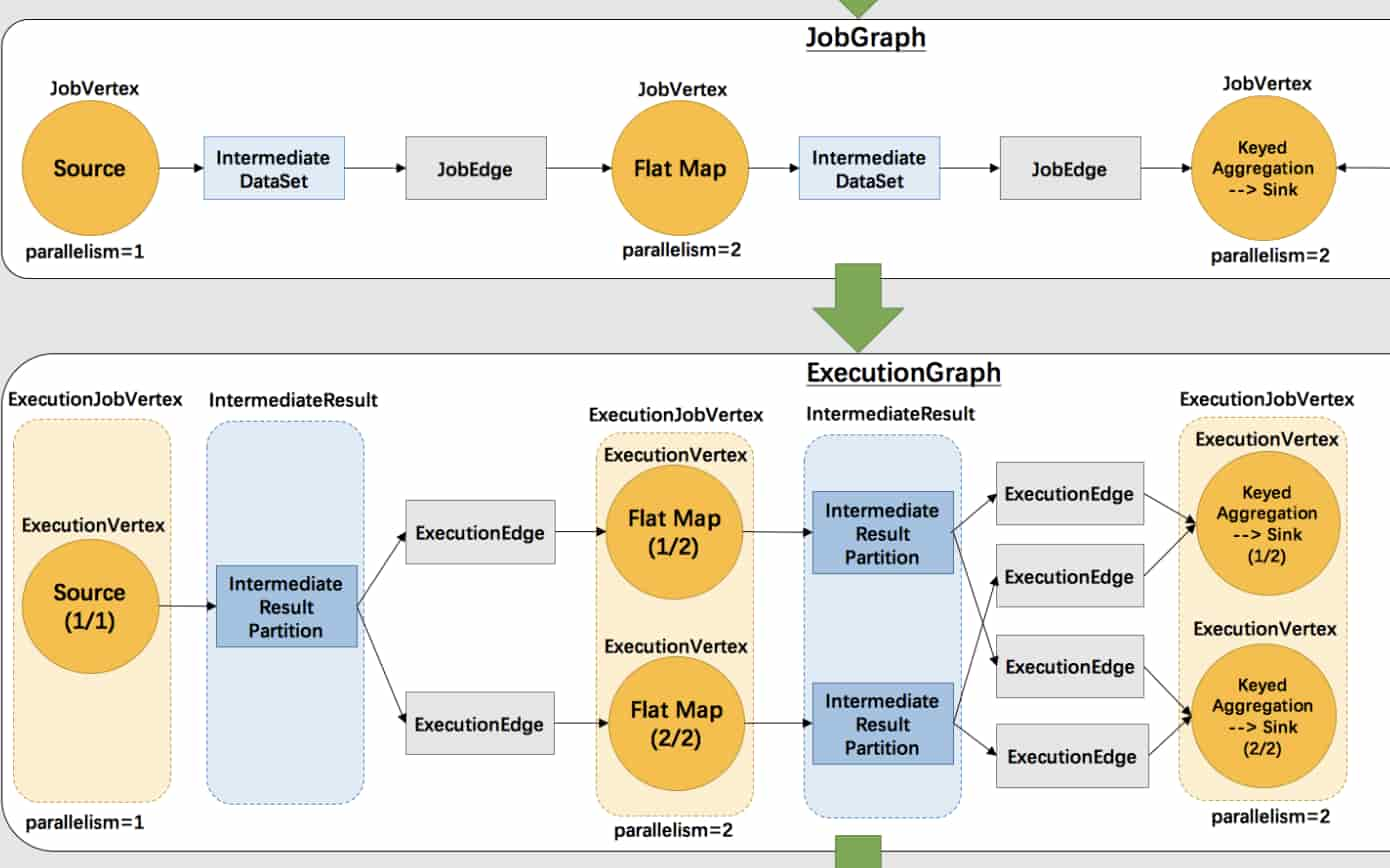 JobGraph
JobVertex
JobVertex
JobVertex
Source
Intermediate
DataSet
JobEdge
Flat Map
Intermediate
DataSet
JobEdge
Keyed
Aggregation
--> Sink
parallelism=1
parallelism=2
parallelism=2
ExecutionGraph
ExecutionJobVertex
IntermediateResult
ExecutionJobVertex
IntermediateResult
ExecutionJobVertex
ExecutionVertex
Source
(1/1)
Intermediate
Result
Partition
ExecutionEdge
ExecutionEdge
ExecutionVertex
Flat Map
(1/2)
ExecutionVertex
Flat Map
(2/2)
Intermediate
Result
Partition
Intermediate
Result
Partition
ExecutionEdge
ExecutionEdge
ExecutionEdge
ExecutionEdge
ExecutionVertex
Keyed
Aggregation
--> Sink
(1/2)
ExecutionVertex
Keyed
Aggregation
--> Sink
(2/2)
parallelism=1
parallelism=2
parallelism=2